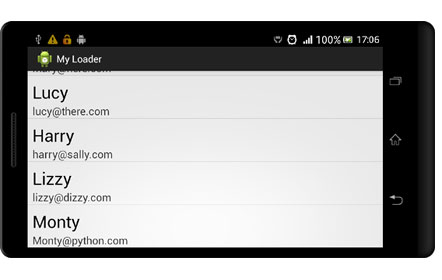 100% 17:06
My Loader
Lucy
lucy@there.com
Harry
harry@sally.com
Lizzy
lizzy@dizzy.com
Monty
Monty@python.com